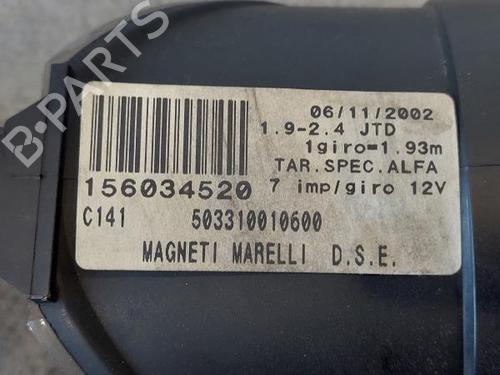 06/11/2002
1.9-2.4 JTD
1giro=1.93m
TAR.SPEC.ALFA
156034520 7 imp/giro 12V
C141 503310010600
MAGNETI MARELLI D.S.E.
B-PARTS